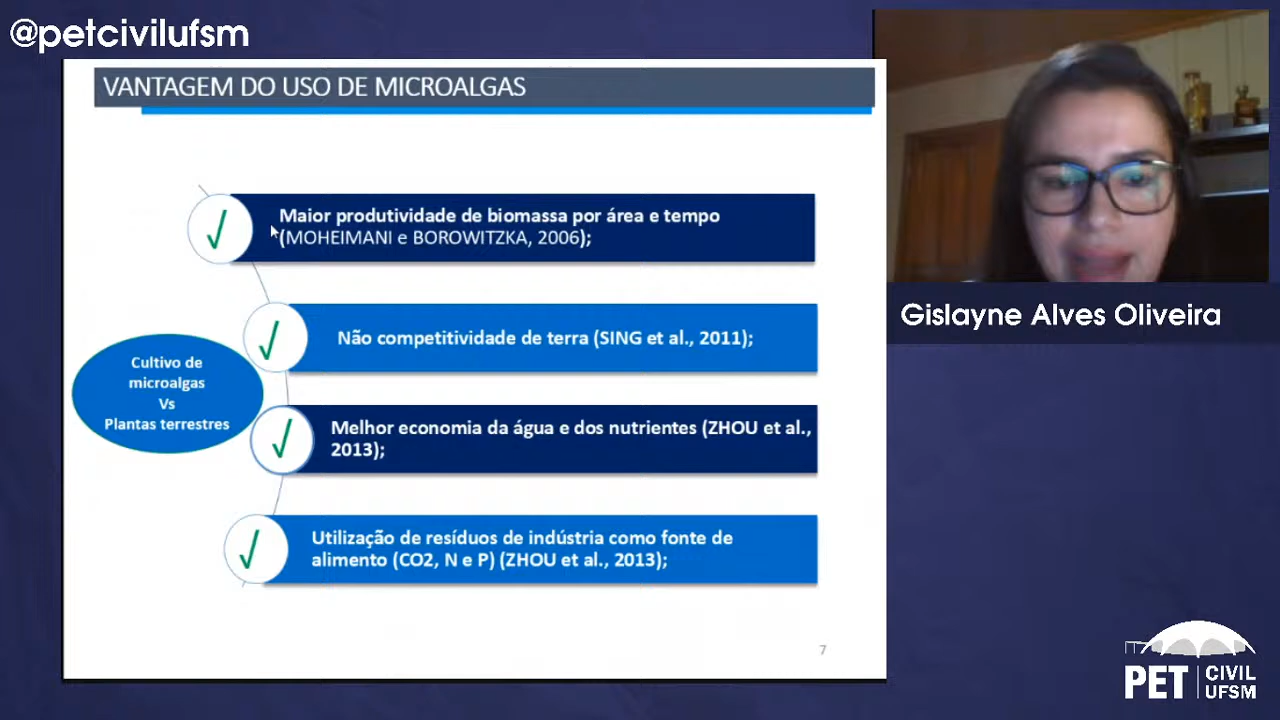 @petcivilufsm
VANTAGEM DO USO DE MICROALGAS
Maior produtividade de biomassa por área e tempo
(MOHEIMANI e BOROWITZKA, 2006);
Não competitividade de terra (SING et al., 2011);
Cultivo de
microalgas
Vs
Plantas terrestres
Melhor economia da água e dos nutrientes (ZHOU et al.,
2013);
Utilização de resíduos de indústria como fonte de
alimento (CO2, N e P) (ZHOU et al., 2013);
7
Gislayne Alves Oliveira
PET
CIVIL
UFSM